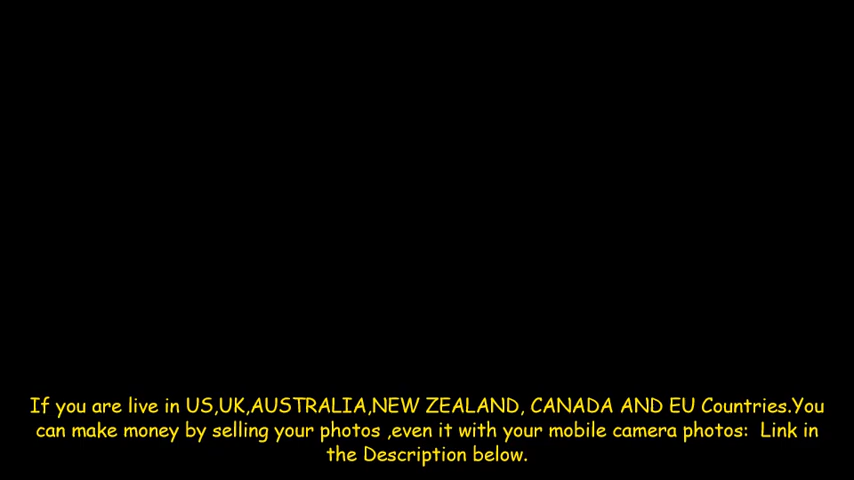 If you are live in US,UK,AUSTRALIA,NEW ZEALAND, CANADA AND EU Countries.You
can make money by selling your photos ,even it with your mobile camera photos:  Link in
the Description below.